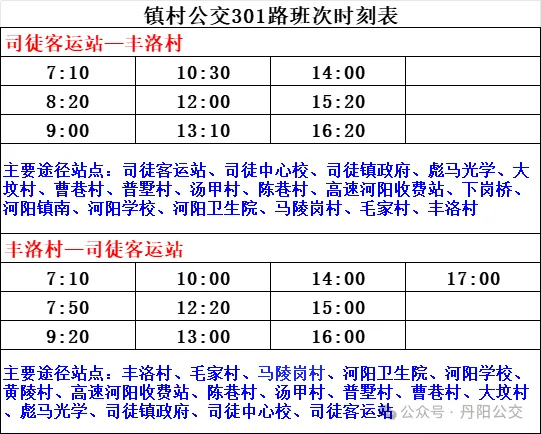 镇村公交301路班次时刻表
司徒客运站—丰洛村
7:10 10:30 14:00
8:20 12:00 15:20
9:00 13:10 16:20
主要途径站点：司徒客运站、司徒中心校、司徒镇政府、彪马光学、大
坟村、曹巷村、普墅村、汤甲村、陈巷村、高速河阳收费站、下岗桥、
河阳镇南、河阳学校、河阳卫生院、马陵岗村、毛家村、丰洛村
丰洛村—司徒客运站
7:10 10:00 14:00 17:00
7:50 12:20 15:00
9:20 13:00 16:00
主要途径站点：丰洛村、毛家村、马陵岗村、河阳卫生院、河阳学校、
黄陵村、高速河阳收费站、陈巷村、汤甲村、普墅村、曹巷村、大坟村
、彪马光学、司徒镇政府、司徒中心校、司徒客运站
公众号·丹阳公交